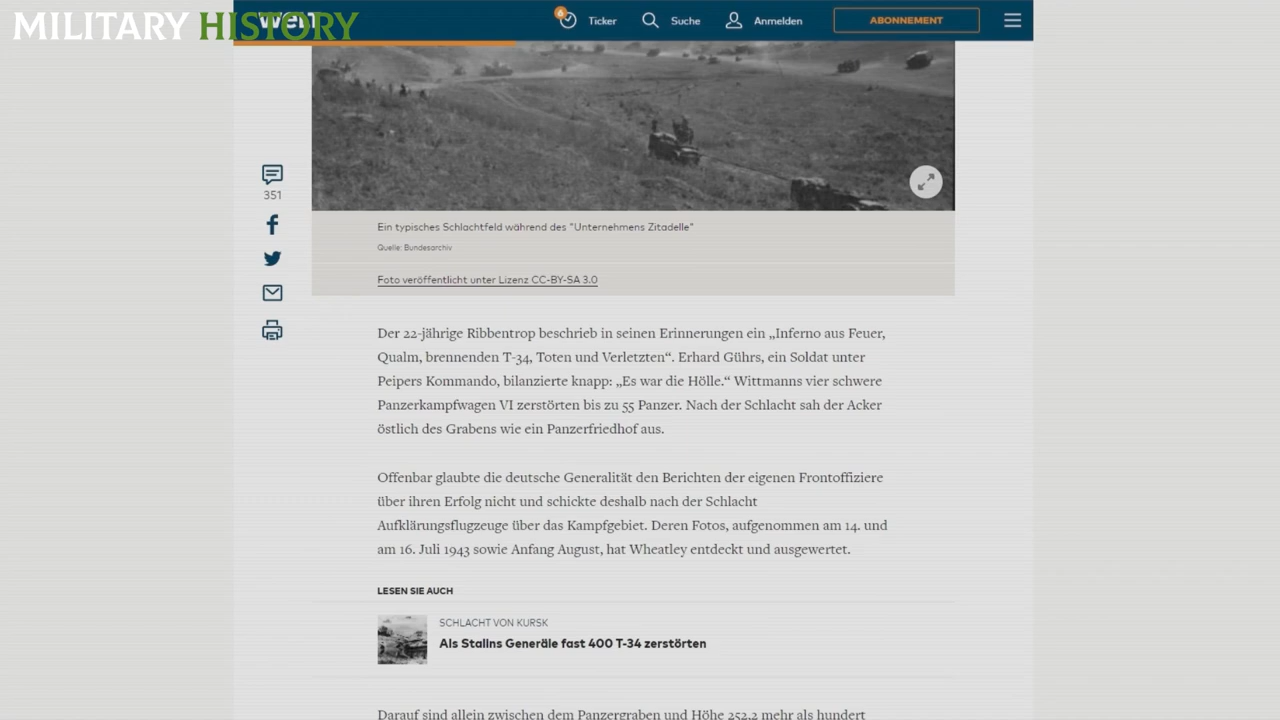 MILITARY HISTORY
welt
6
Ticker
Suche
Anmelden
ABONNEMENT
351
Ein typisches Schlachtfeld während des "Unternehmens Zitadelle"
Quelle: Bundesarchiv
Foto veröffentlicht unter Lizenz CC-BY-SA 3.0
Der 22-jährige Ribbentrop beschrieb in seinen Erinnerungen ein „Inferno aus Feuer,
Qualm, brennenden T-34, Toten und Verletzten“. Erhard Gührs, ein Soldat unter
Peipers Kommando, bilanzierte knapp: „Es war die Hölle.“ Wittmanns vier schwere
Panzerkampfwagen VI zerstörten bis zu 55 Panzer. Nach der Schlacht sah der Acker
östlich des Grabens wie ein Panzerfriedhof aus.
Offenbar glaubte die deutsche Generalität den Berichten der eigenen Frontoffiziere
über ihren Erfolg nicht und schickte deshalb nach der Schlacht
Aufklärungsflugzeuge über das Kampfgebiet. Deren Fotos, aufgenommen am 14. und
am 16. Juli 1943 sowie Anfang August, hat Wheatley entdeckt und ausgewertet.
LESEN SIE AUCH
SCHLACHT VON KURSK
Als Stalins Generäle fast 400 T-34 zerstörten
Darauf sind allein zwischen dem Panzergraben und Höhe 252,2 mehr als hundert